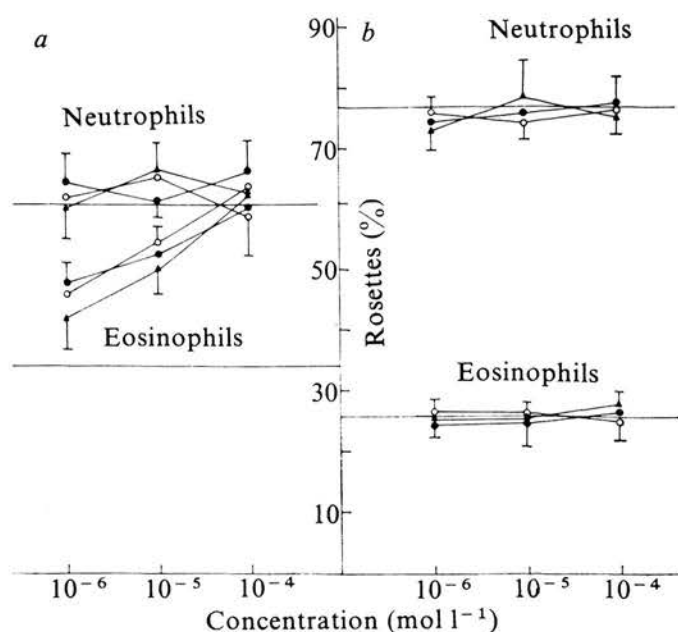 a
Neutrophils
Eosinophils
10⁻⁶ 10⁻⁵ 10⁻⁴
90
70
50
30
10
Rosettes (%)
b
Neutrophils
Eosinophils
10⁻⁶ 10⁻⁵ 10⁻⁴
Concentration (mol l⁻¹)